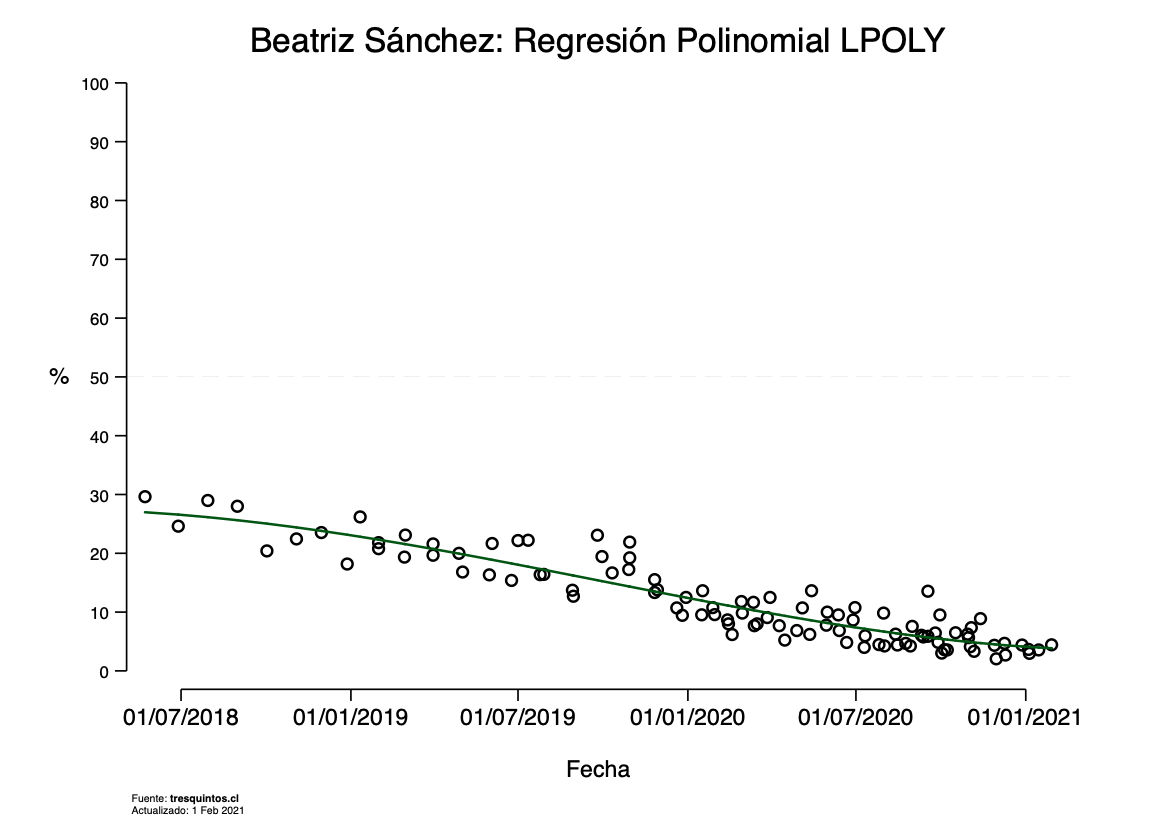 Beatriz Sánchez: Regresión Polinomial LPOLY
100
90
80
70
60
% 50
40
30
20
10
0
01/07/2018 01/01/2019 01/07/2019 01/01/2020 01/07/2020 01/01/2021
Fecha
Fuente: tresquintos.cl
Actualizado: 1 Feb 2021